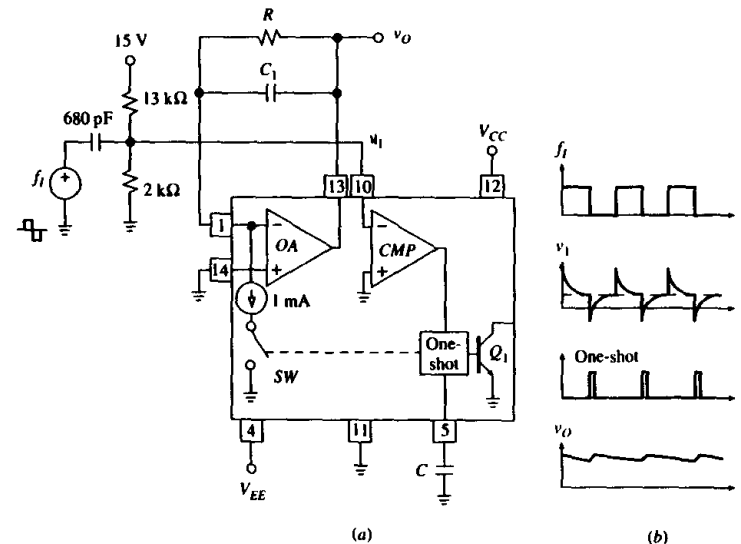 R
15 V
v_O
C_1
13 kΩ
680 pF
v_1
V_CC
f_I
2 kΩ
13
10
12
1
OA
CMP
14
1 mA
SW
One-
shot
Q_1
4
11
5
V_EE
C
(a)
f_I
v_1
One-shot
v_O
(b)